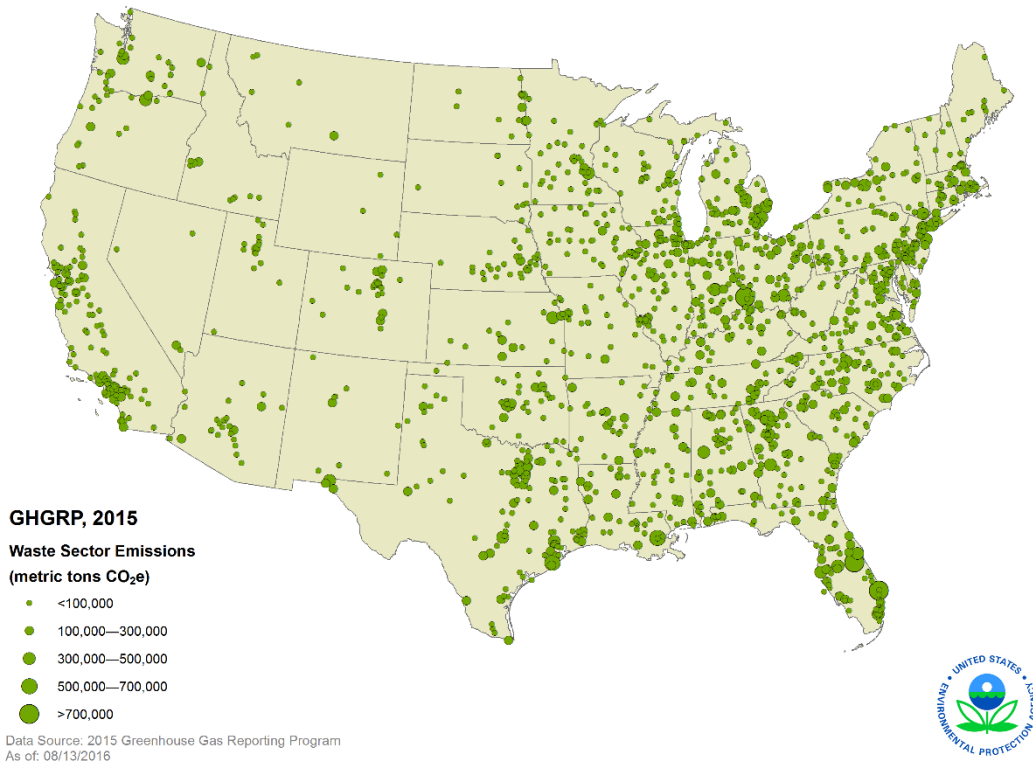 GHGRP, 2015
Waste Sector Emissions
(metric tons CO₂e)
<100,000
100,000—300,000
300,000—500,000
500,000—700,000
>700,000
Data Source: 2015 Greenhouse Gas Reporting Program
As of: 08/13/2016
UNITED STATES
ENVIRONMENTAL PROTECTION AGENCY